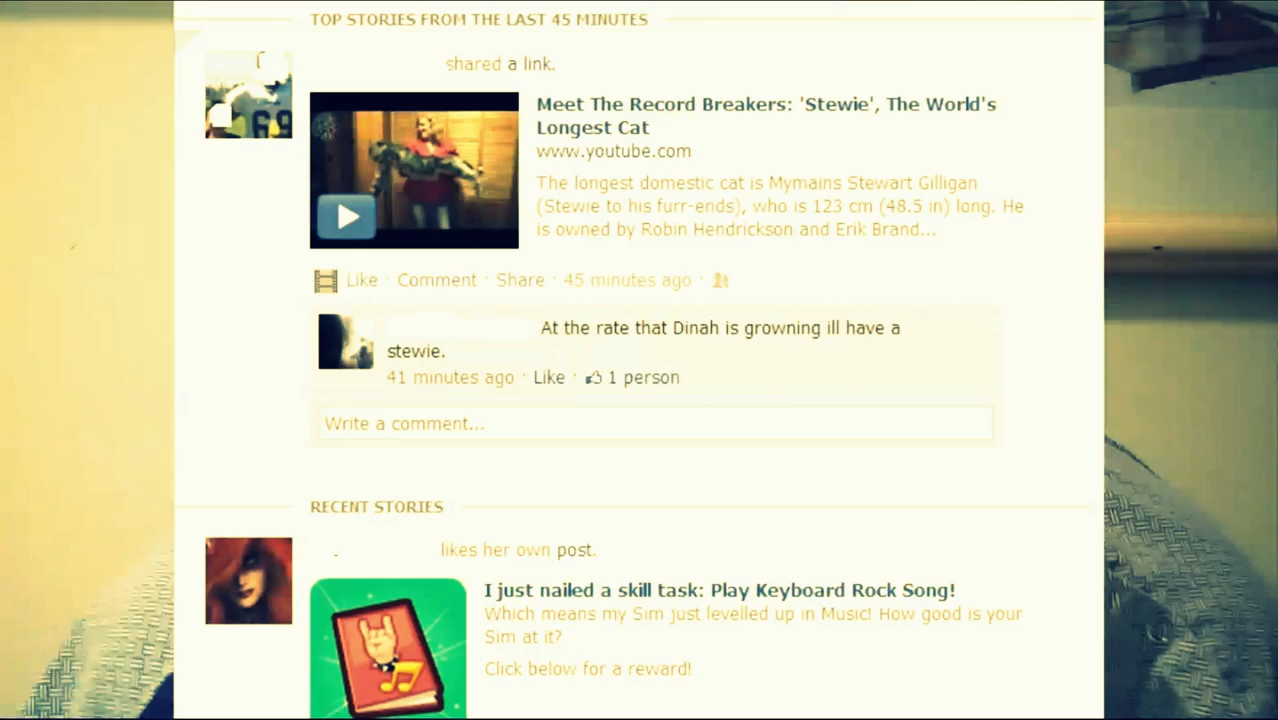 TOP STORIES FROM THE LAST 45 MINUTES
shared a link.
69
Meet The Record Breakers: 'Stewie', The World's
Longest Cat
www.youtube.com
The longest domestic cat is Mymains Stewart Gilligan
(Stewie to his furr-ends), who is 123 cm (48.5 in) long. He
is owned by Robin Hendrickson and Erik Brand...
Like · Comment · Share · 45 minutes ago ·
At the rate that Dinah is growning ill have a
stewie.
41 minutes ago · Like · 1 person
Write a comment...
RECENT STORIES
likes her own post.
I just nailed a skill task: Play Keyboard Rock Song!
Which means my Sim just levelled up in Music! How good is your
Sim at it?
Click below for a reward!